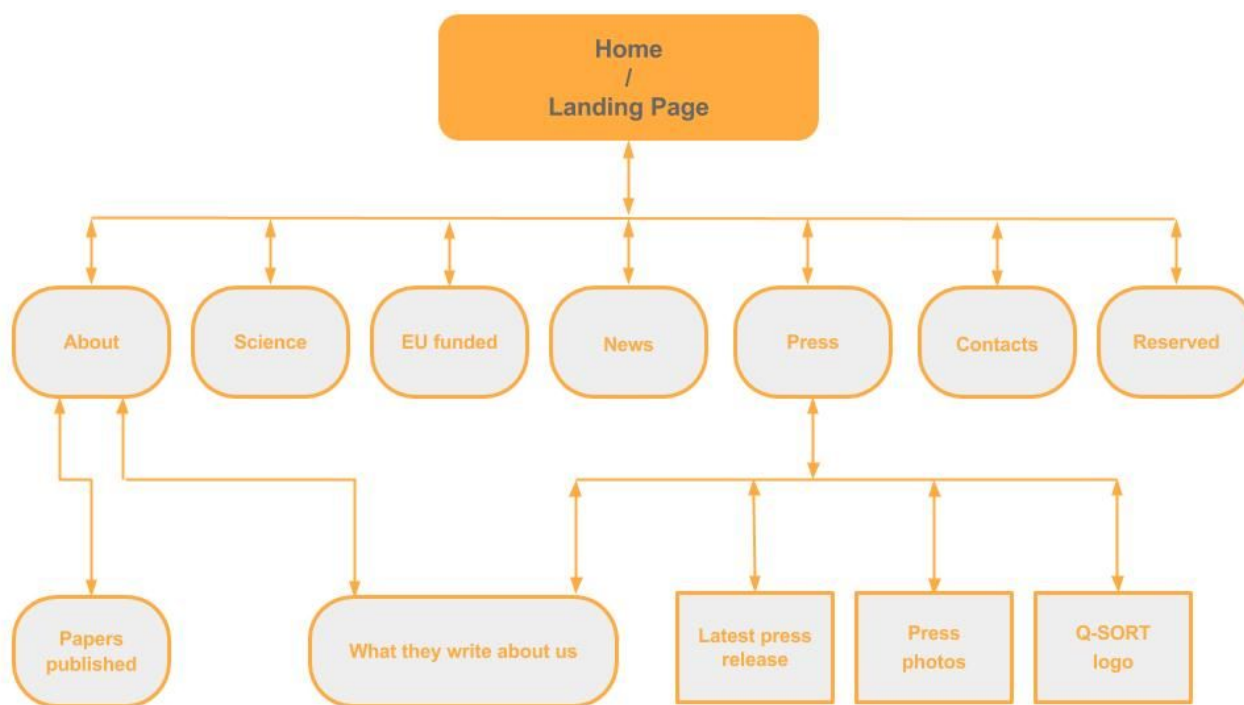 Home
/
Landing Page
About
Science
EU funded
News
Press
Contacts
Reserved
Papers
published
What they write about us
Latest press
release
Press
photos
Q-SORT
logo